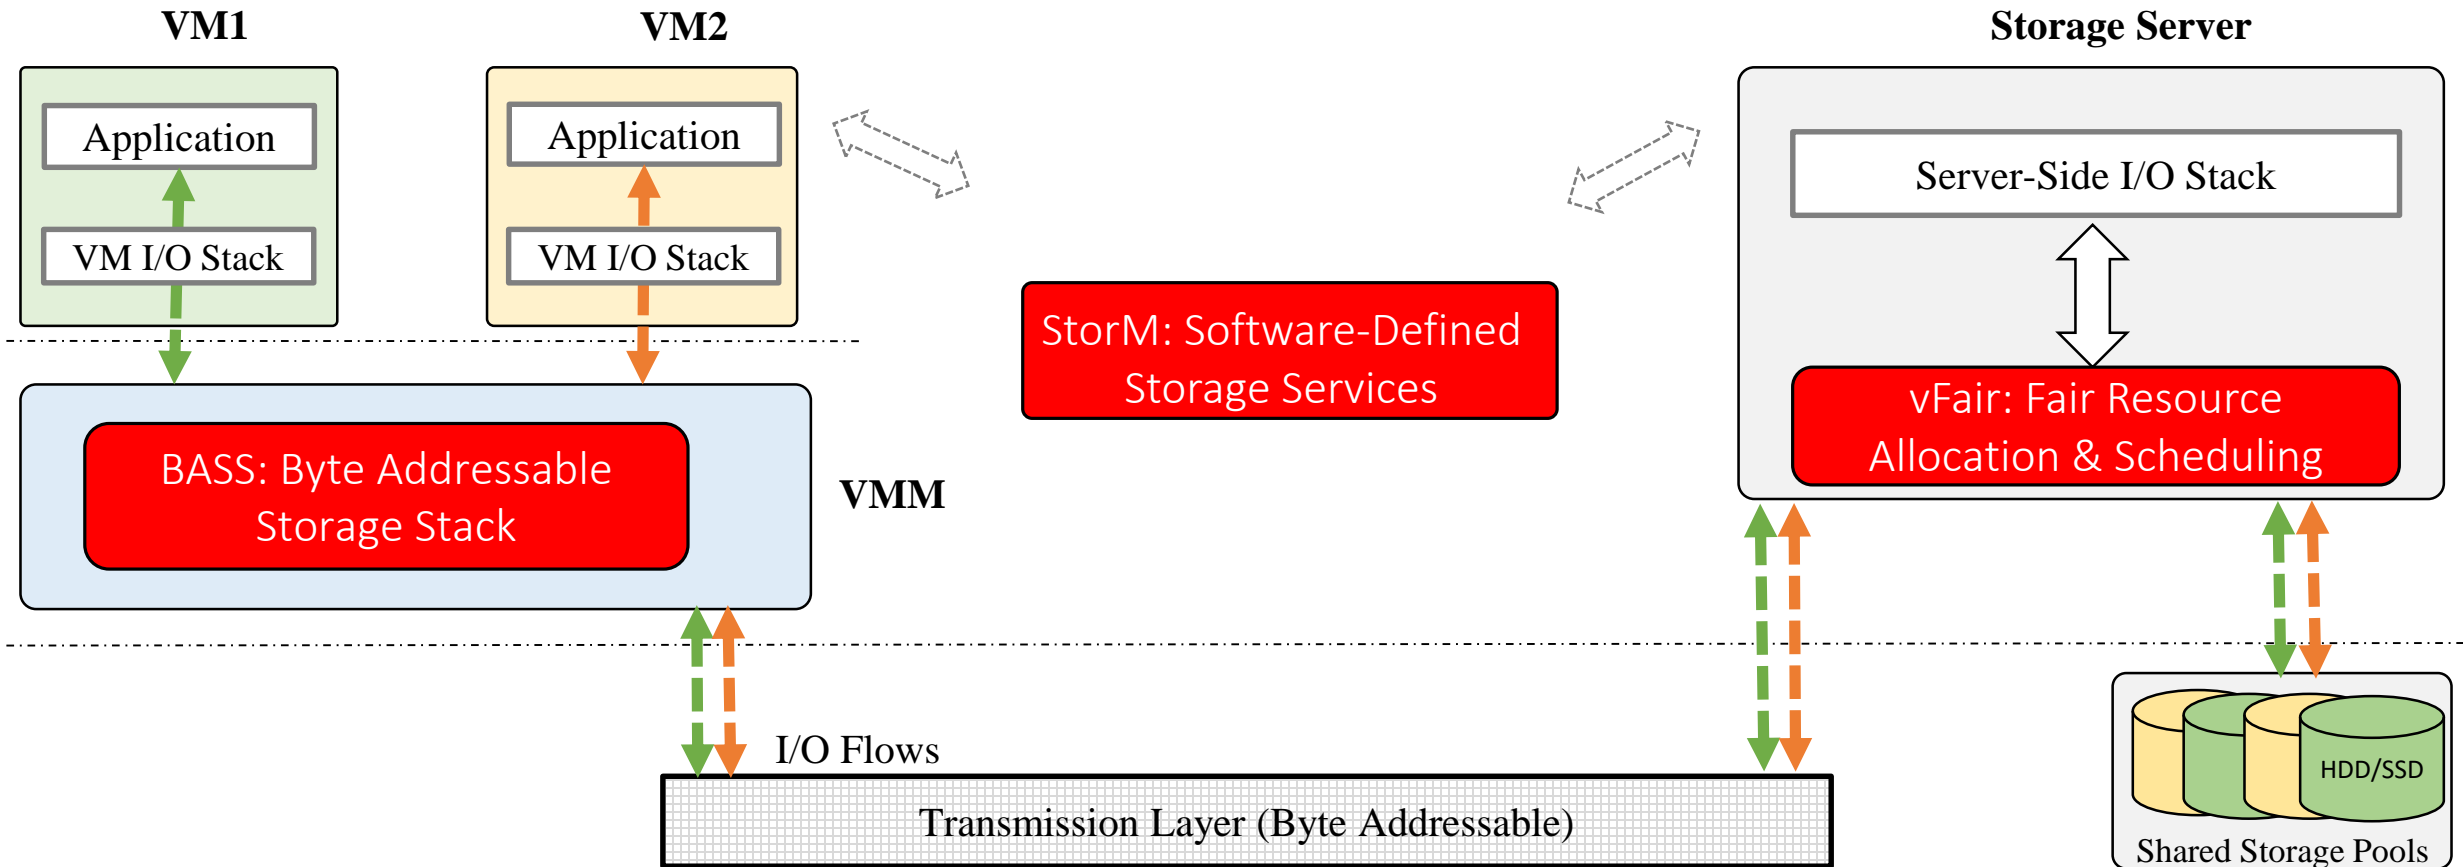 VM1
VM2
Storage Server
Application
Application
Server-Side I/O Stack
VM I/O Stack
VM I/O Stack
StorM: Software-Defined
Storage Services
vFair: Fair Resource
Allocation & Scheduling
BASS: Byte Addressable
Storage Stack
VMM
I/O Flows
Transmission Layer (Byte Addressable)
HDD/SSD
Shared Storage Pools